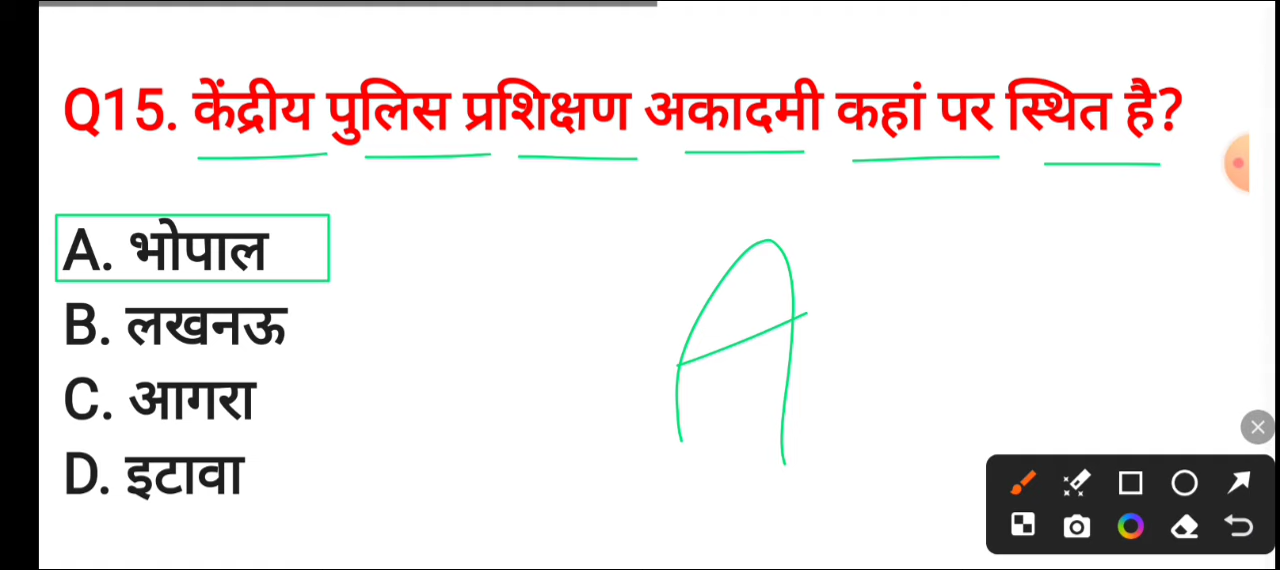 Q15. केंद्रीय पुलिस प्रशिक्षण अकादमी कहां पर स्थित है?
A. भोपाल
A
B. लखनऊ
C. आगरा
D. इटावा